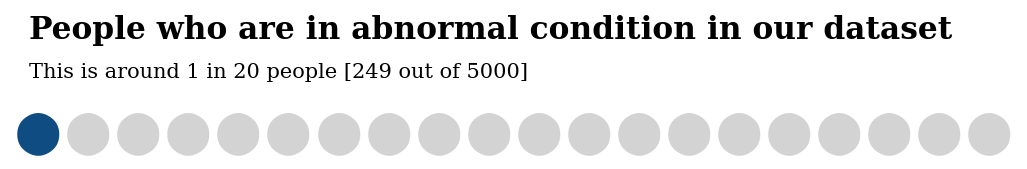 People who are in abnormal condition in our dataset
This is around 1 in 20 people [249 out of 5000]